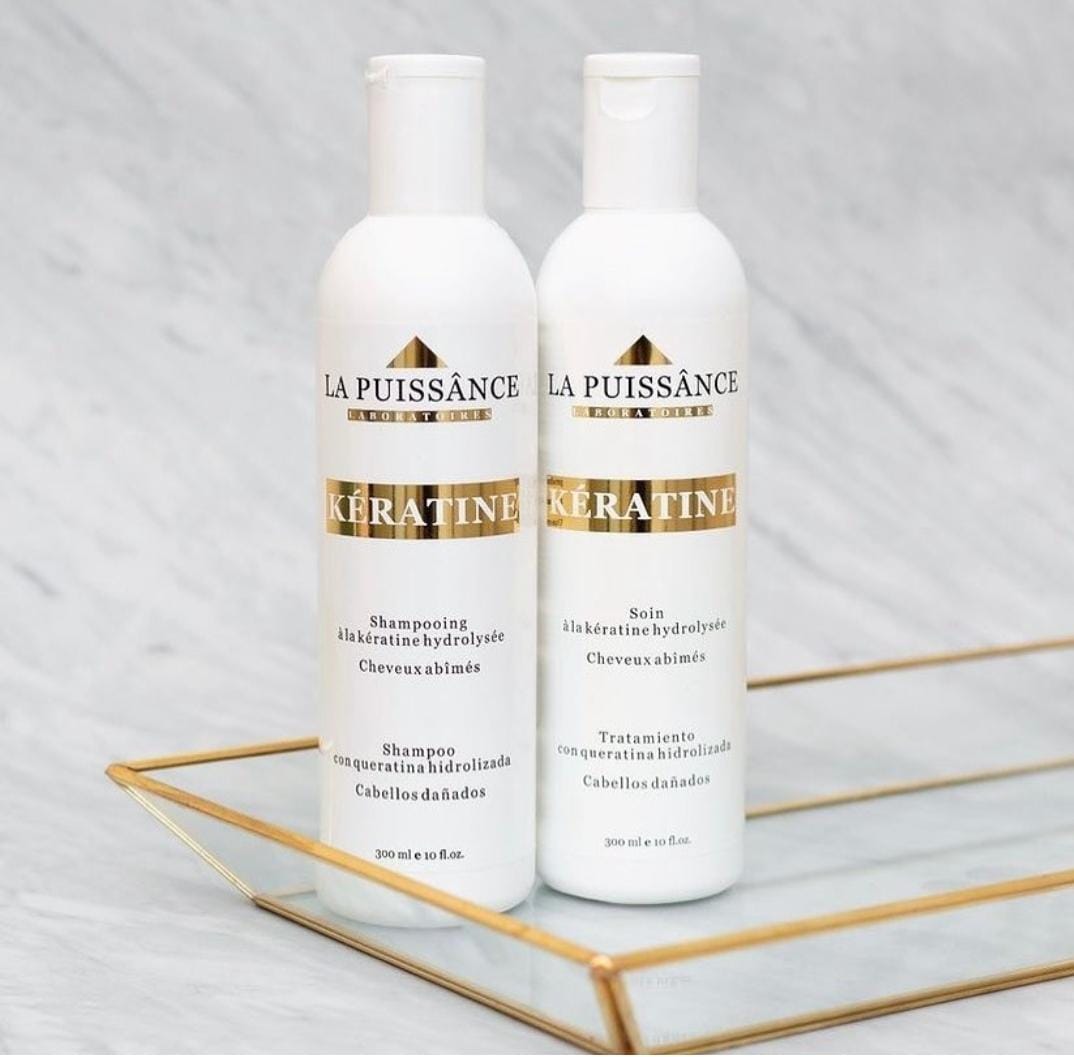 LA PUISSÂNCE
LABORATOIRES
KÉRATINE
Shampooing
à la kératine hydrolysée
Cheveux abîmés
Shampoo
con queratina hidrolizada
Cabellos dañados
300 ml e 10 fl.oz.
LA PUISSÂNCE
LABORATOIRES
KÉRATINE
Soin
à la kératine hydrolysée
Cheveux abîmés
Tratamiento
con queratina hidrolizada
Cabellos dañados
300 ml e 10 fl.oz.